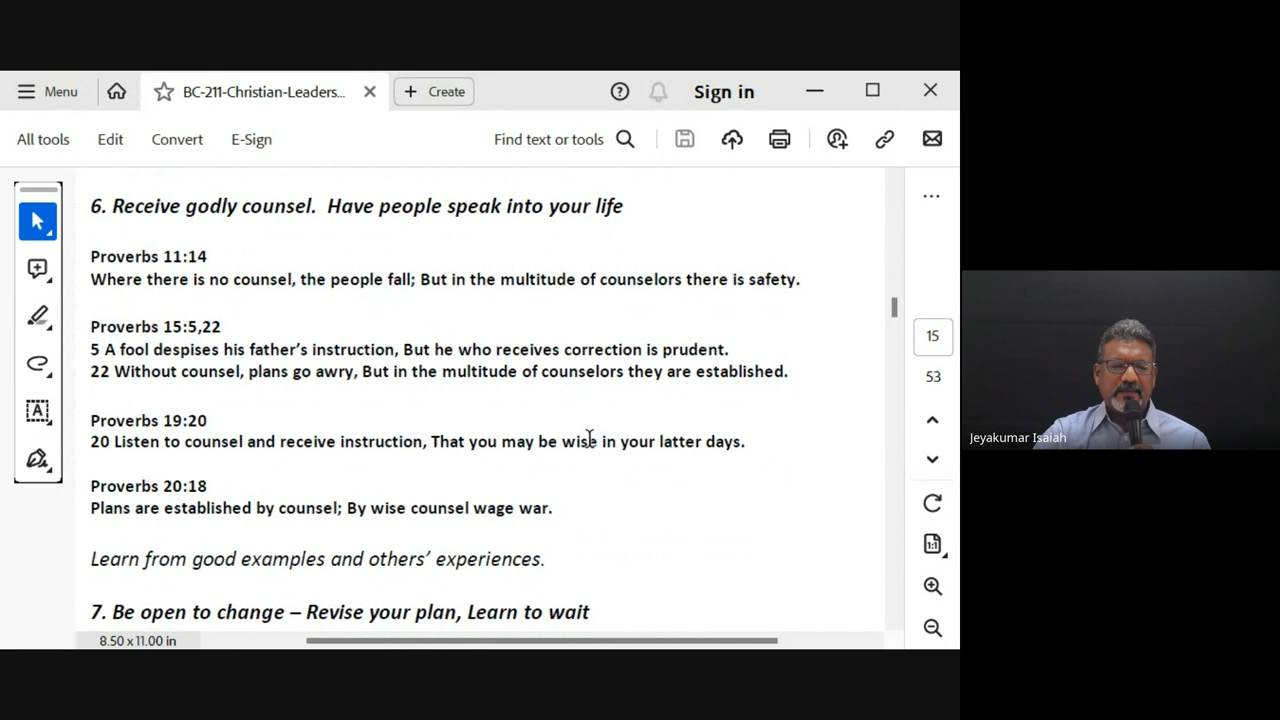 Menu
BC-211-Christian-Leaders...
Create
Sign in
All tools
Edit
Convert
E-Sign
Find text or tools
6. Receive godly counsel. Have people speak into your life
Proverbs 11:14
Where there is no counsel, the people fall; But in the multitude of counselors there is safety.
Proverbs 15:5,22
5 A fool despises his father’s instruction, But he who receives correction is prudent.
22 Without counsel, plans go awry, But in the multitude of counselors they are established.
Proverbs 19:20
20 Listen to counsel and receive instruction, That you may be wise in your latter days.
Proverbs 20:18
Plans are established by counsel; By wise counsel wage war.
Learn from good examples and others’ experiences.
7. Be open to change – Revise your plan, Learn to wait
8.50 x 11.00 in
15
53
1:1
Jeyakumar Isaiah